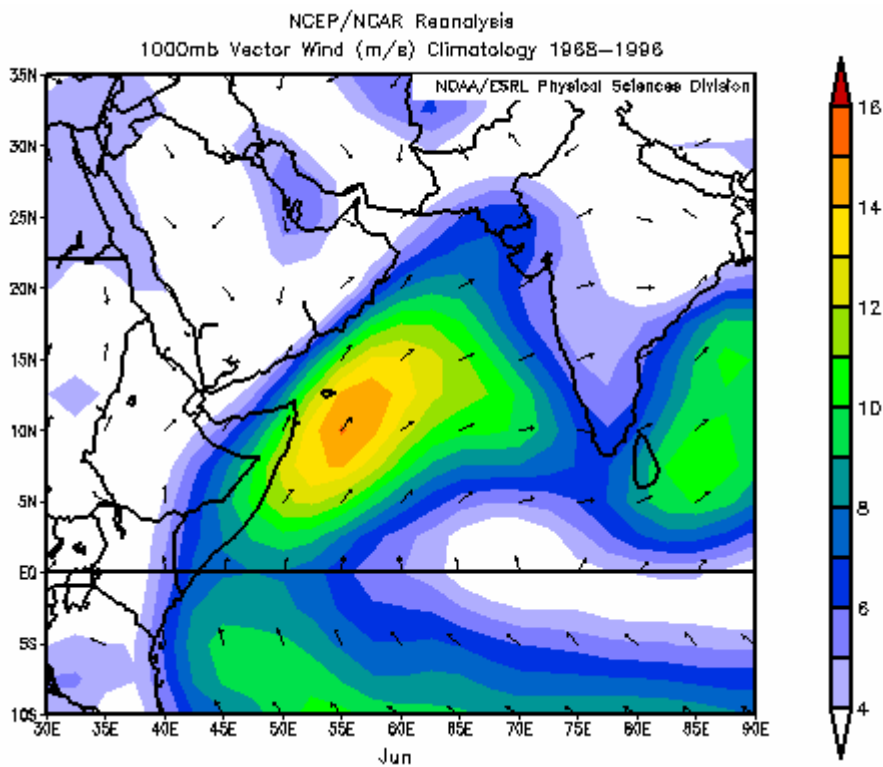 NCEP/NCAR Reanalysis
1000mb Vector Wind (m/s) Climatology 1968–1996
NOAA/ESRL Physical Sciences Division
35N
30N
25N
20N
15N
10N
5N
EQ
5S
10S
30E 35E 40E 45E 50E 55E 60E 65E 70E 75E 80E 85E 90E
Jun
16
14
12
10
8
6
4